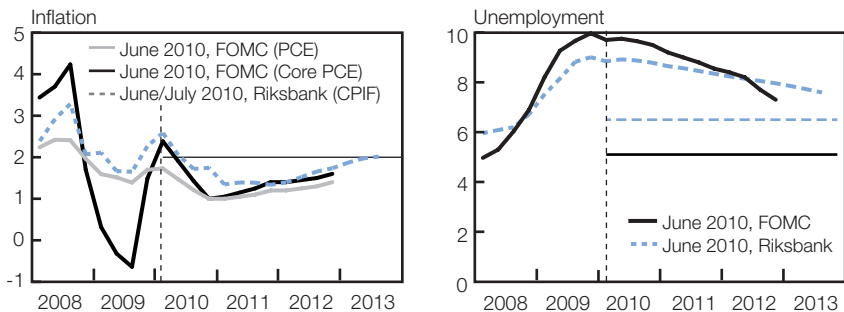 Inflation
5
4
3
2
1
0
-1
June 2010, FOMC (PCE)
June 2010, FOMC (Core PCE)
June/July 2010, Riksbank (CPIF)
2008 2009 2010 2011 2012 2013
Unemployment
10
8
6
4
2
0
June 2010, FOMC
June 2010, Riksbank
2008 2009 2010 2011 2012 2013